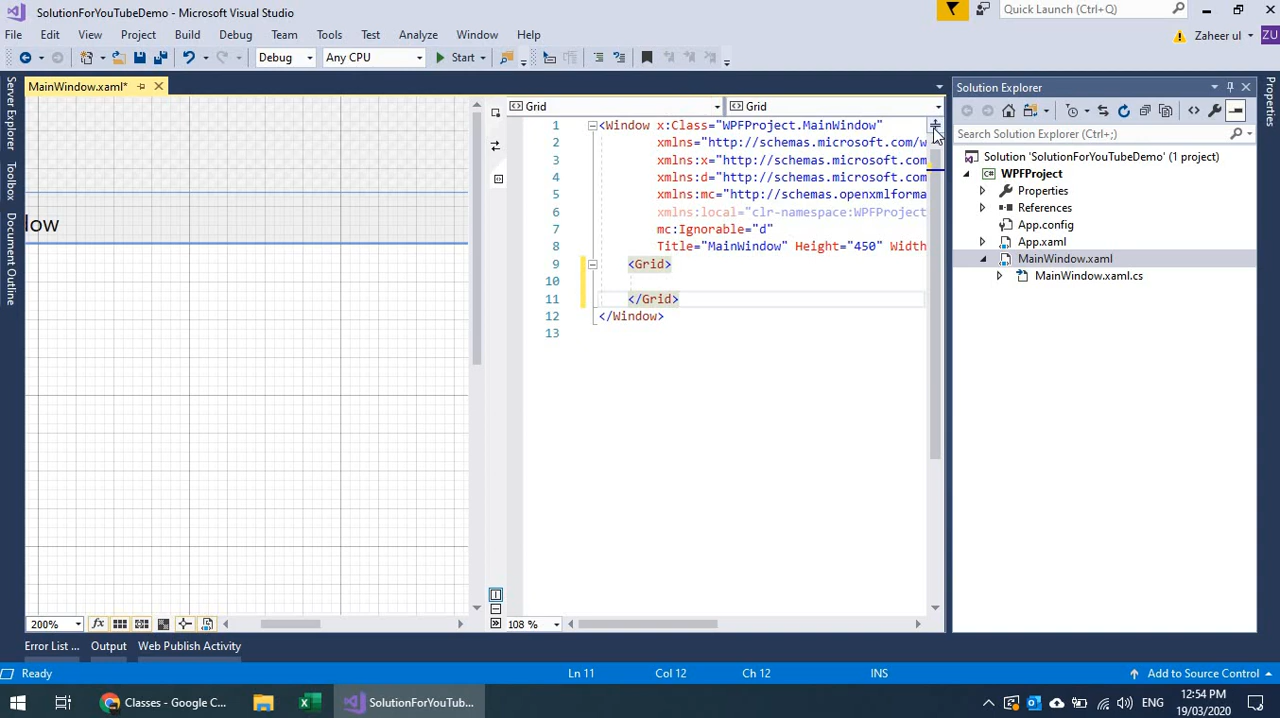 SolutionForYouTubeDemo - Microsoft Visual Studio
Quick Launch (Ctrl+Q)
File Edit View Project Build Debug Team Tools Test Analyze Window Help
Zaheer ul ZU
Debug Any CPU Start
Server Explorer
Toolbox
Document Outline
MainWindow.xaml*
low
200%
Grid Grid
1 <Window x:Class="WPFProject.MainWindow"
2 xmlns="http://schemas.microsoft.com/w
3 xmlns:x="http://schemas.microsoft.com
4 xmlns:d="http://schemas.microsoft.com
5 xmlns:mc="http://schemas.openxmlforma
6 xmlns:local="clr-namespace:WPFProject
7 mc:Ignorable="d"
8 Title="MainWindow" Height="450" Width
9 <Grid>
10
11 </Grid>
12 </Window>
13
108 %
Solution Explorer
Search Solution Explorer (Ctrl+;)
Solution 'SolutionForYouTubeDemo' (1 project)
C# WPFProject
Properties
References
App.config
App.xaml
MainWindow.xaml
MainWindow.xaml.cs
Properties
Error List ... Output Web Publish Activity
Ready Ln 11 Col 12 Ch 12 INS Add to Source Control
Classes - Google C...
SolutionForYouTub...
ENG
12:54 PM
19/03/2020